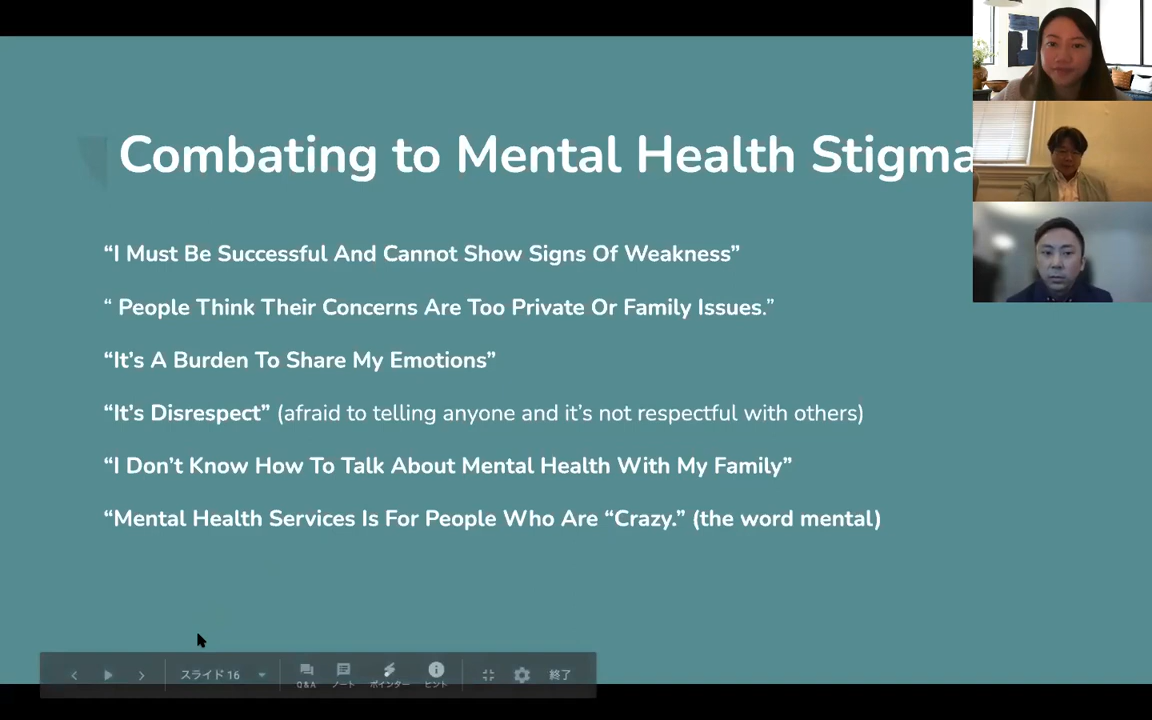 Combating to Mental Health Stigma
“I Must Be Successful And Cannot Show Signs Of Weakness”
“ People Think Their Concerns Are Too Private Or Family Issues.”
“It’s A Burden To Share My Emotions”
“It’s Disrespect” (afraid to telling anyone and it’s not respectful with others)
“I Don’t Know How To Talk About Mental Health With My Family”
“Mental Health Services Is For People Who Are “Crazy.” (the word mental)
スライド 16
Q&A
ノート
ポインター
ヒント
終了